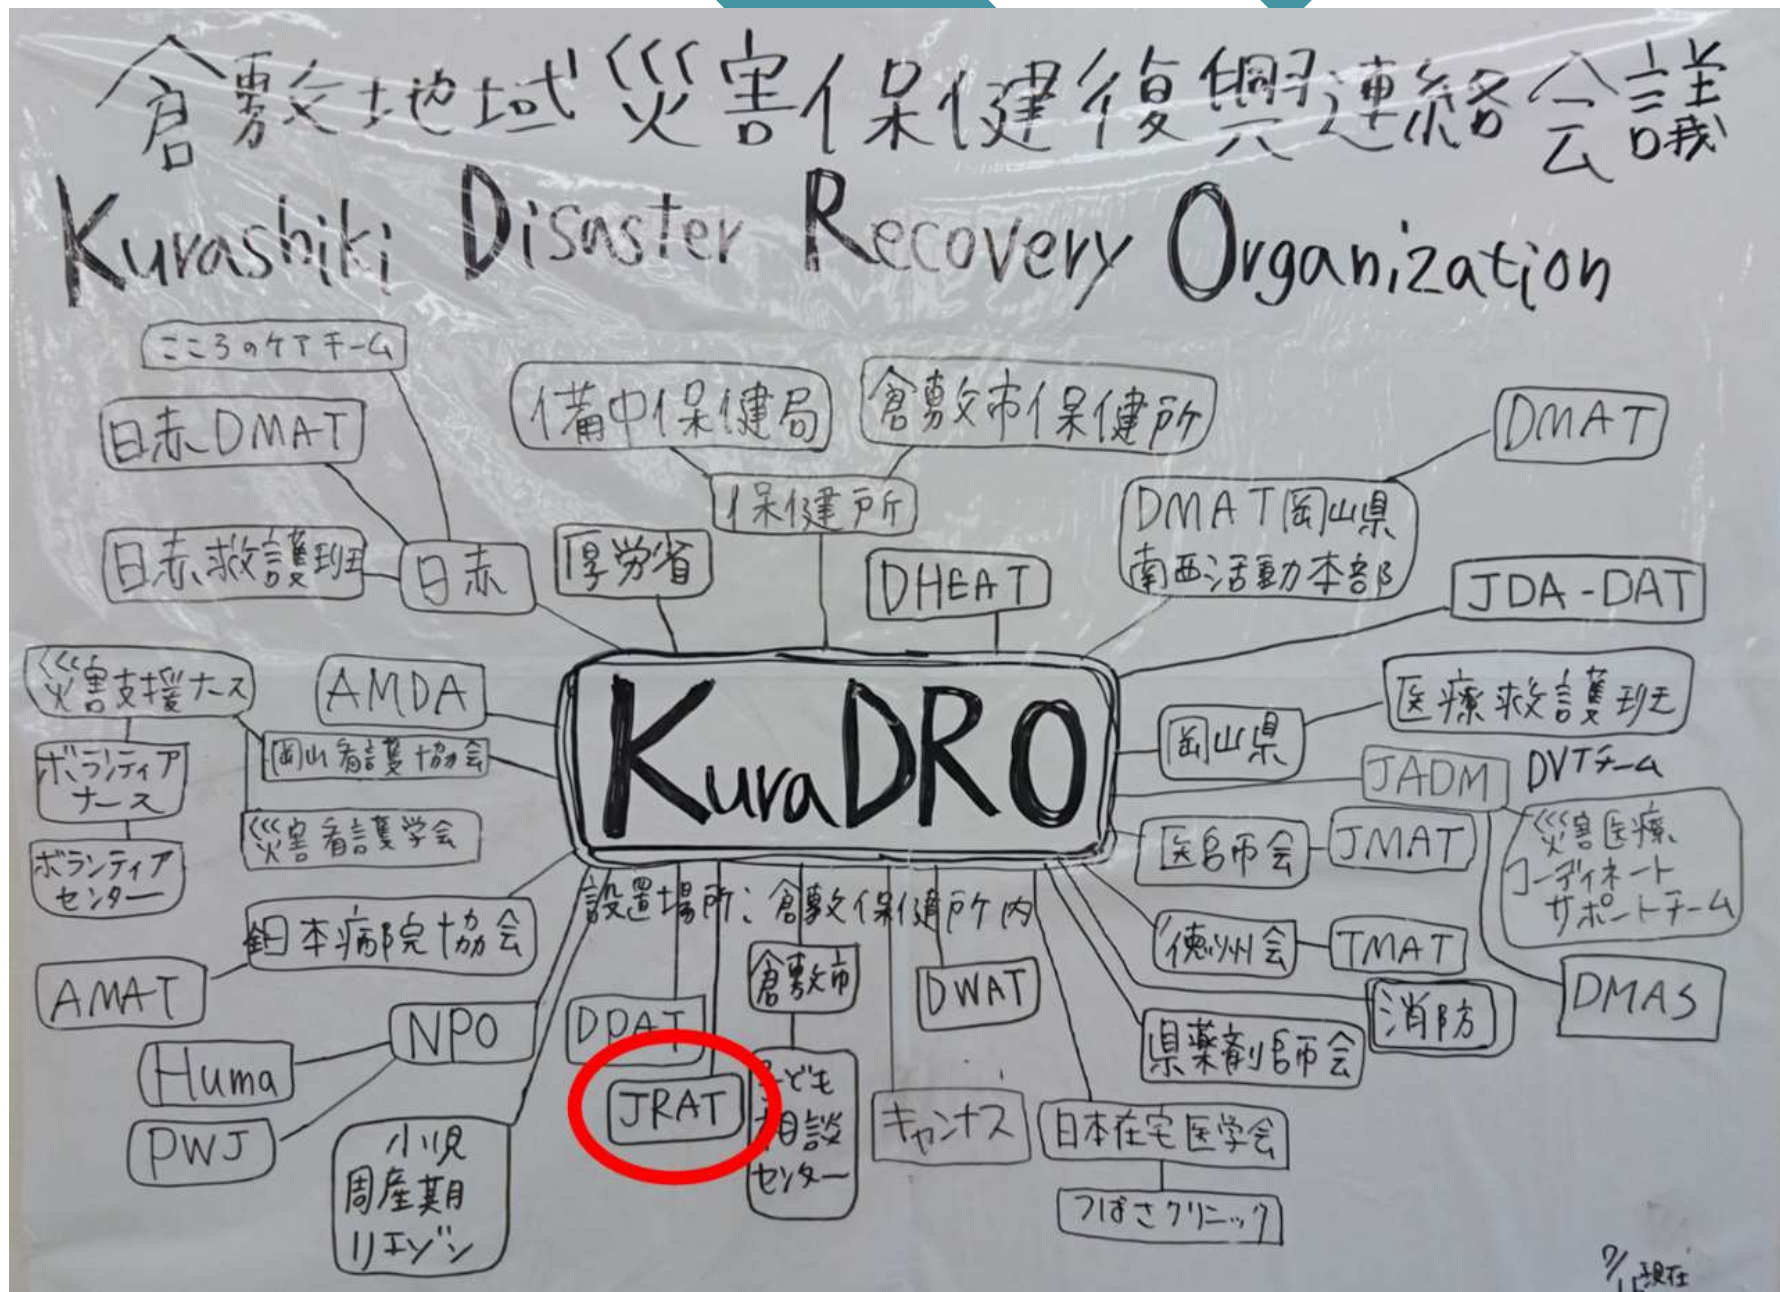 倉敷地域災害保健復興連絡会議
Kurashiki Disaster Recovery Organization
こころのケアチーム
日赤DMAT
日赤救護班
日赤
厚労省
備中保健局
倉敷市保健所
保健所
DHEAT
DMAT岡山県
南西活動本部
DMAT
JDA-DAT
災害支援ナース
ボランティア
ナース
ボランティア
センター
AMDA
岡山看護協会
災害看護学会
KuraDRO
岡山県
医療救護班
JADM
DVTチーム
災害医療
コーディネート
サポートチーム
医師会
JMAT
設置場所:倉敷保健所内
全日本病院協会
AMAT
NPO
Huma
PWJ
小児
周産期
リエゾン
DPAT
JRAT
倉敷市
子ども
相談
センター
DWAT
キャンナス
徳洲会
TMAT
消防
DMAS
県薬剤師会
日本在宅医学会
つばさクリニック
7/15現在